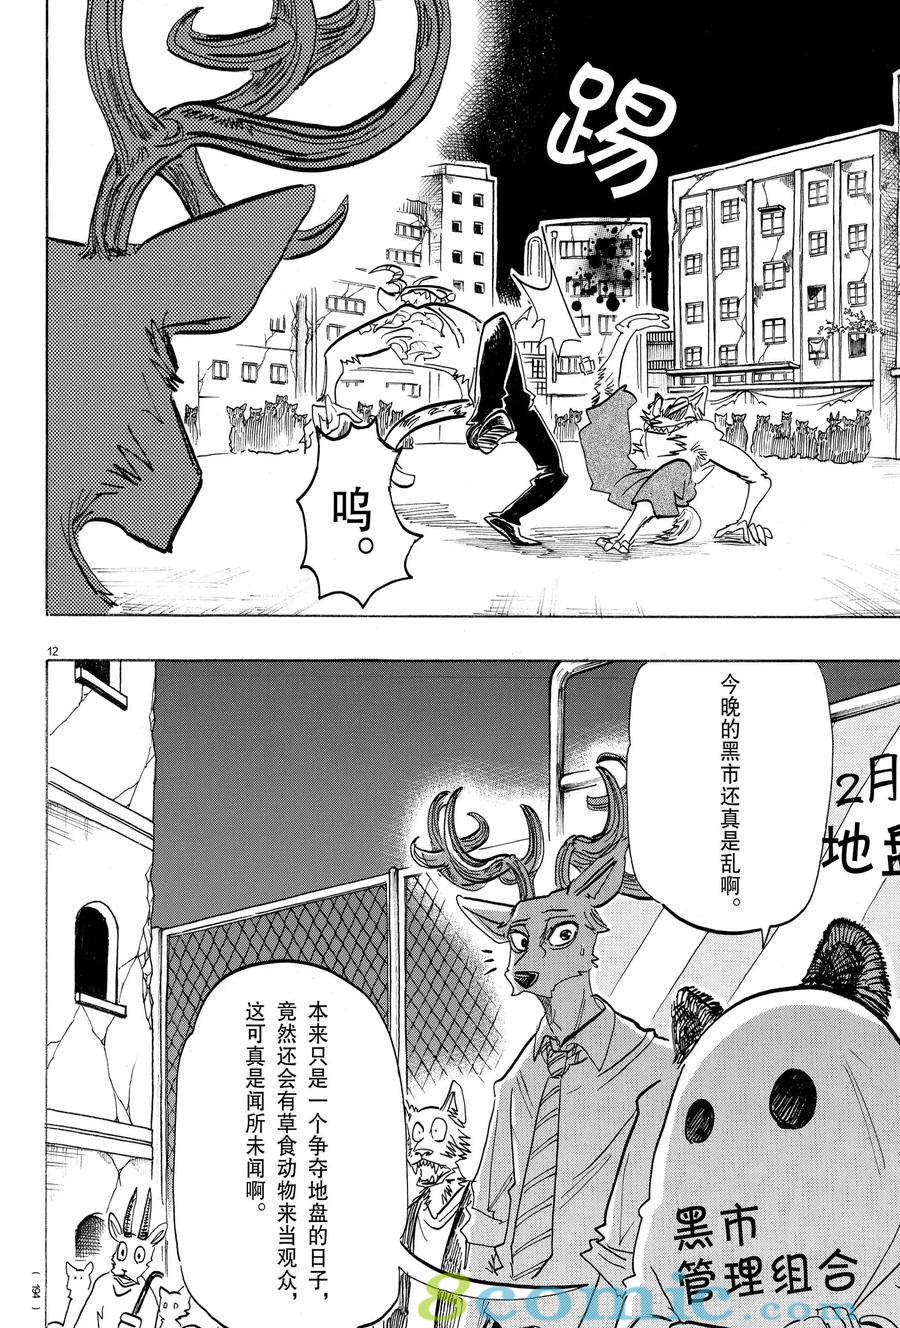 踢
呜。
12
今晚的黑市还真是乱啊。
2月
地盘
本来只是一个争夺地盘的日子，
竟然还会有草食动物来当观众，
这可真是闻所未闻啊。
黑市
管理组合
( 194 )
8comic.com